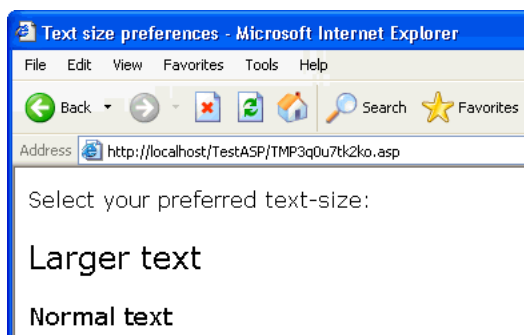 Text size preferences - Microsoft Internet Explorer
File Edit View Favorites Tools Help
Back Search Favorites
Address http://localhost/TestASP/TMP3q0u7tk2ko.asp
Select your preferred text-size:
Larger text
Normal text